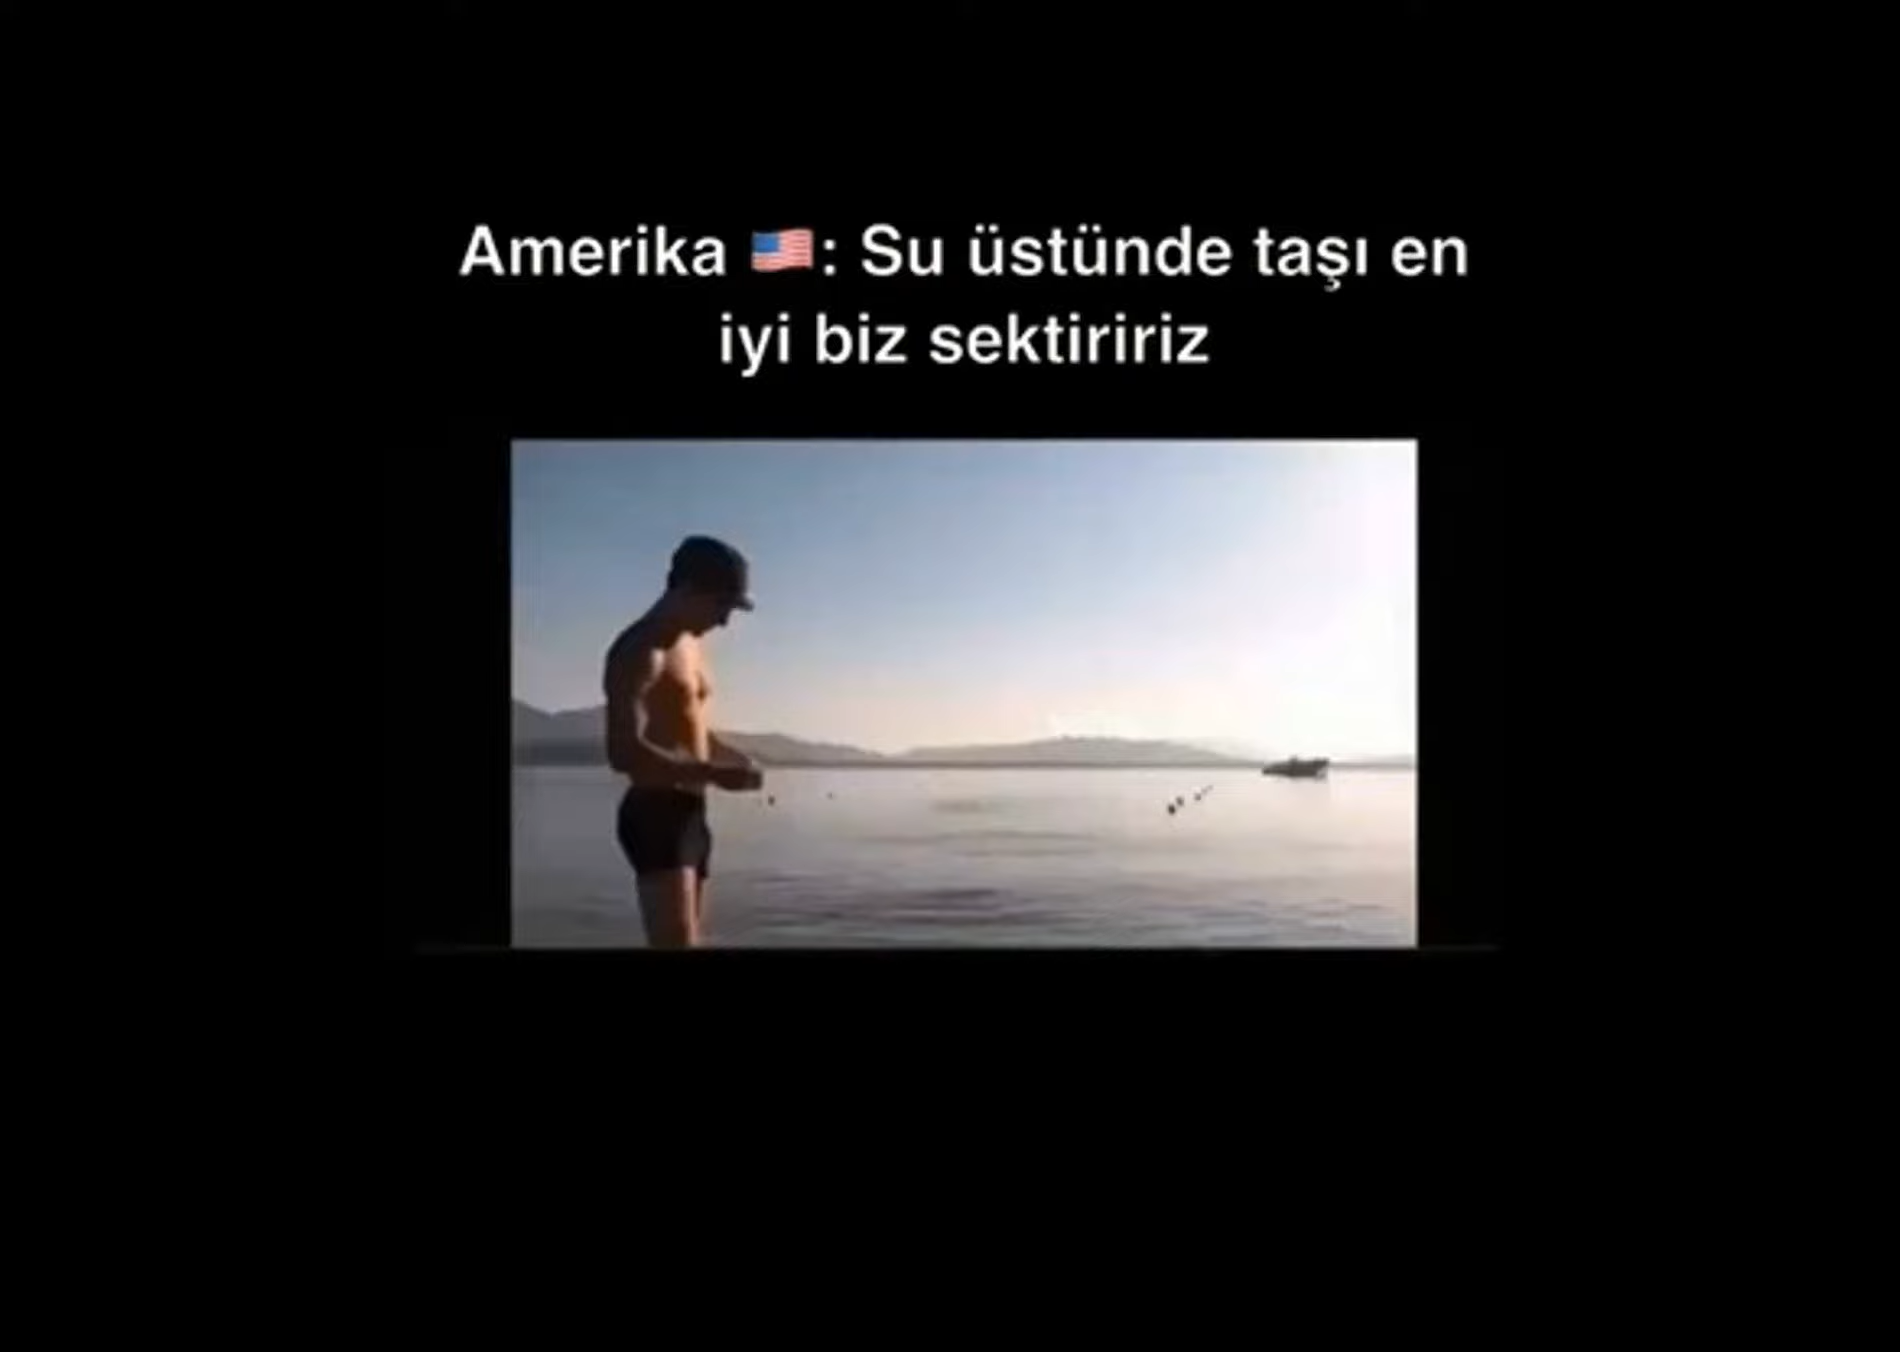 Amerika 🇺🇸: Su üstünde taşı en
iyi biz sektiririz